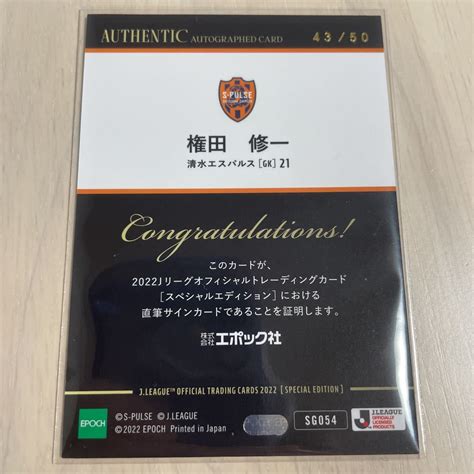 AUTHENTIC AUTOGRAPHED CARD
43/50
S-PULSE
権田 修一
清水エスパルス [GK] 21
Congratulations!
このカードが、
2022Jリーグオフィシャルトレーディングカード
[スペシャルエディション]における
直筆サインカードであることを証明します。
株式会社エポック社
J.LEAGUE™ OFFICIAL TRADING CARDS 2022 [SPECIAL EDITION]
EPOCH
©S-PULSE ©J.LEAGUE
©2022 EPOCH Printed in Japan
SG054
J.LEAGUE
OFFICIALLY
LICENSED
PRODUCTS